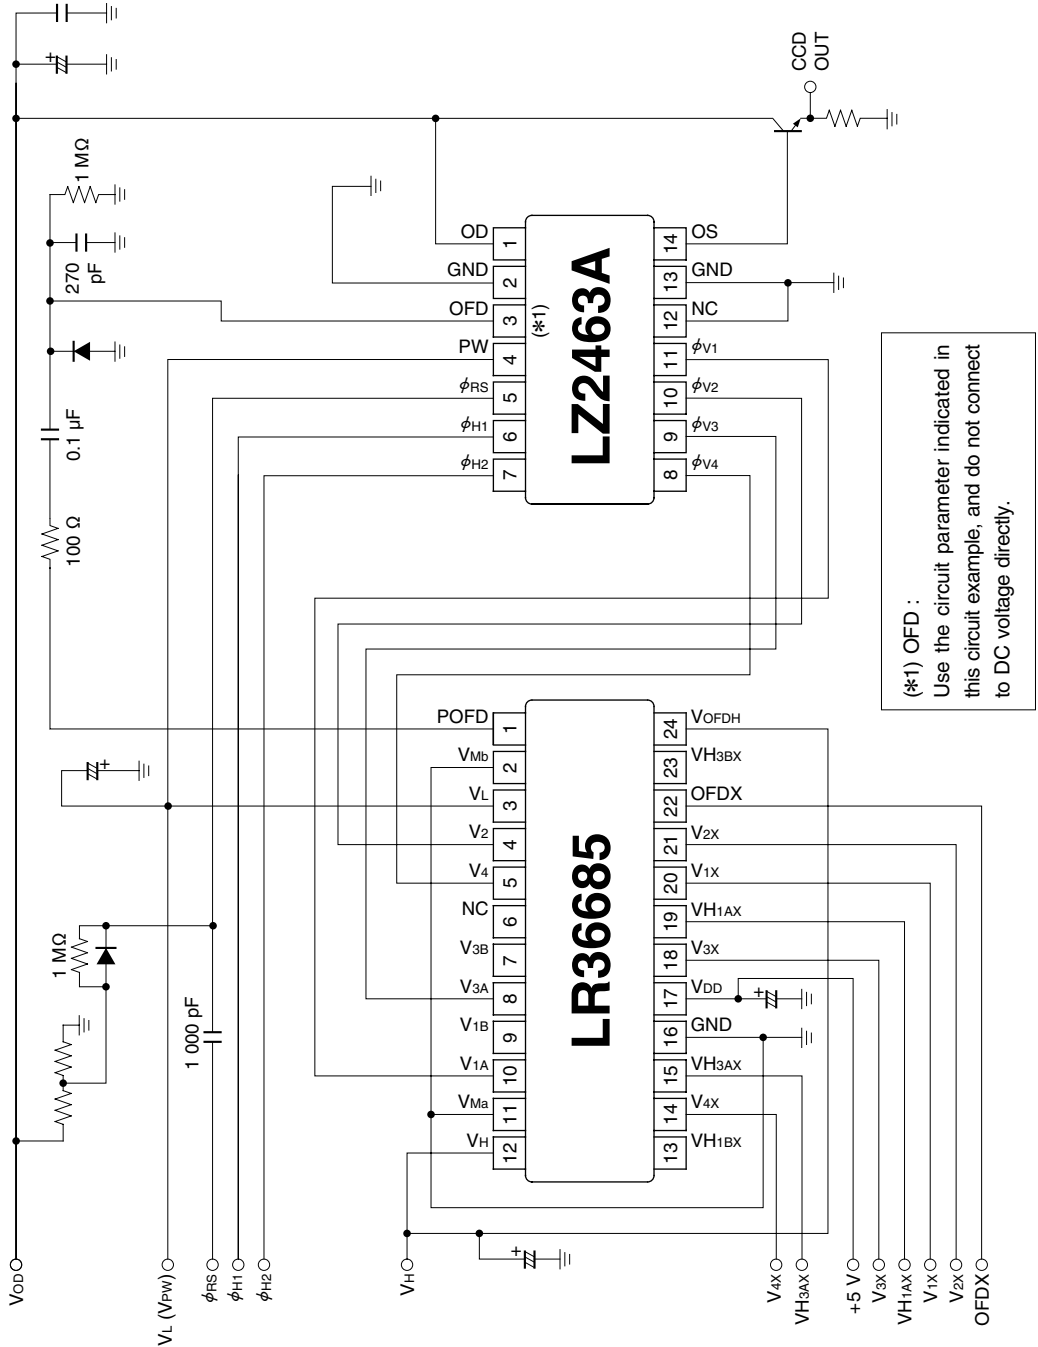 VOD
VL (VPW)
ϕRS
ϕH1
ϕH2
VH
V4X
VH3AX
+5 V
V3X
VH1AX
V1X
V2X
OFDX
1 MΩ
1 000 pF
100 Ω
0.1 µF
270
pF
1 MΩ
CCD
OUT
LZ2463A
OD
1
GND
2
OFD
3
(*1)
PW
4
ϕRS
5
ϕH1
6
ϕH2
7
OS
14
GND
13
NC
12
ϕV1
11
ϕV2
10
ϕV3
9
ϕV4
8
LR36685
POFD
1
VMb
2
VL
3
V2
4
V4
5
NC
6
V3B
7
V3A
8
V1B
9
V1A
10
VMa
11
VH
12
VOFDH
24
VH3BX
23
OFDX
22
V2X
21
V1X
20
VH1AX
19
V3X
18
VDD
17
GND
16
VH3AX
15
V4X
14
VH1BX
13
+
+
+
+
+
(*1) OFD :
Use the circuit parameter indicated in
this circuit example, and do not connect
to DC voltage directly.